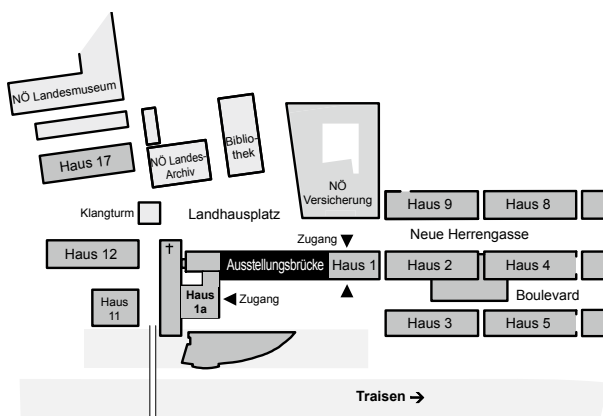 NÖ Landesmuseum
Haus 17
NÖ Landes-
Archiv
Biblio-
thek
NÖ
Versicherung
Haus 9
Haus 8
Klangturm
Landhausplatz
Zugang
Neue Herrengasse
Haus 12
Ausstellungsbrücke
Haus 1
Haus 2
Haus 4
Haus
11
Haus
1a
Zugang
Boulevard
Haus 3
Haus 5
Traisen →